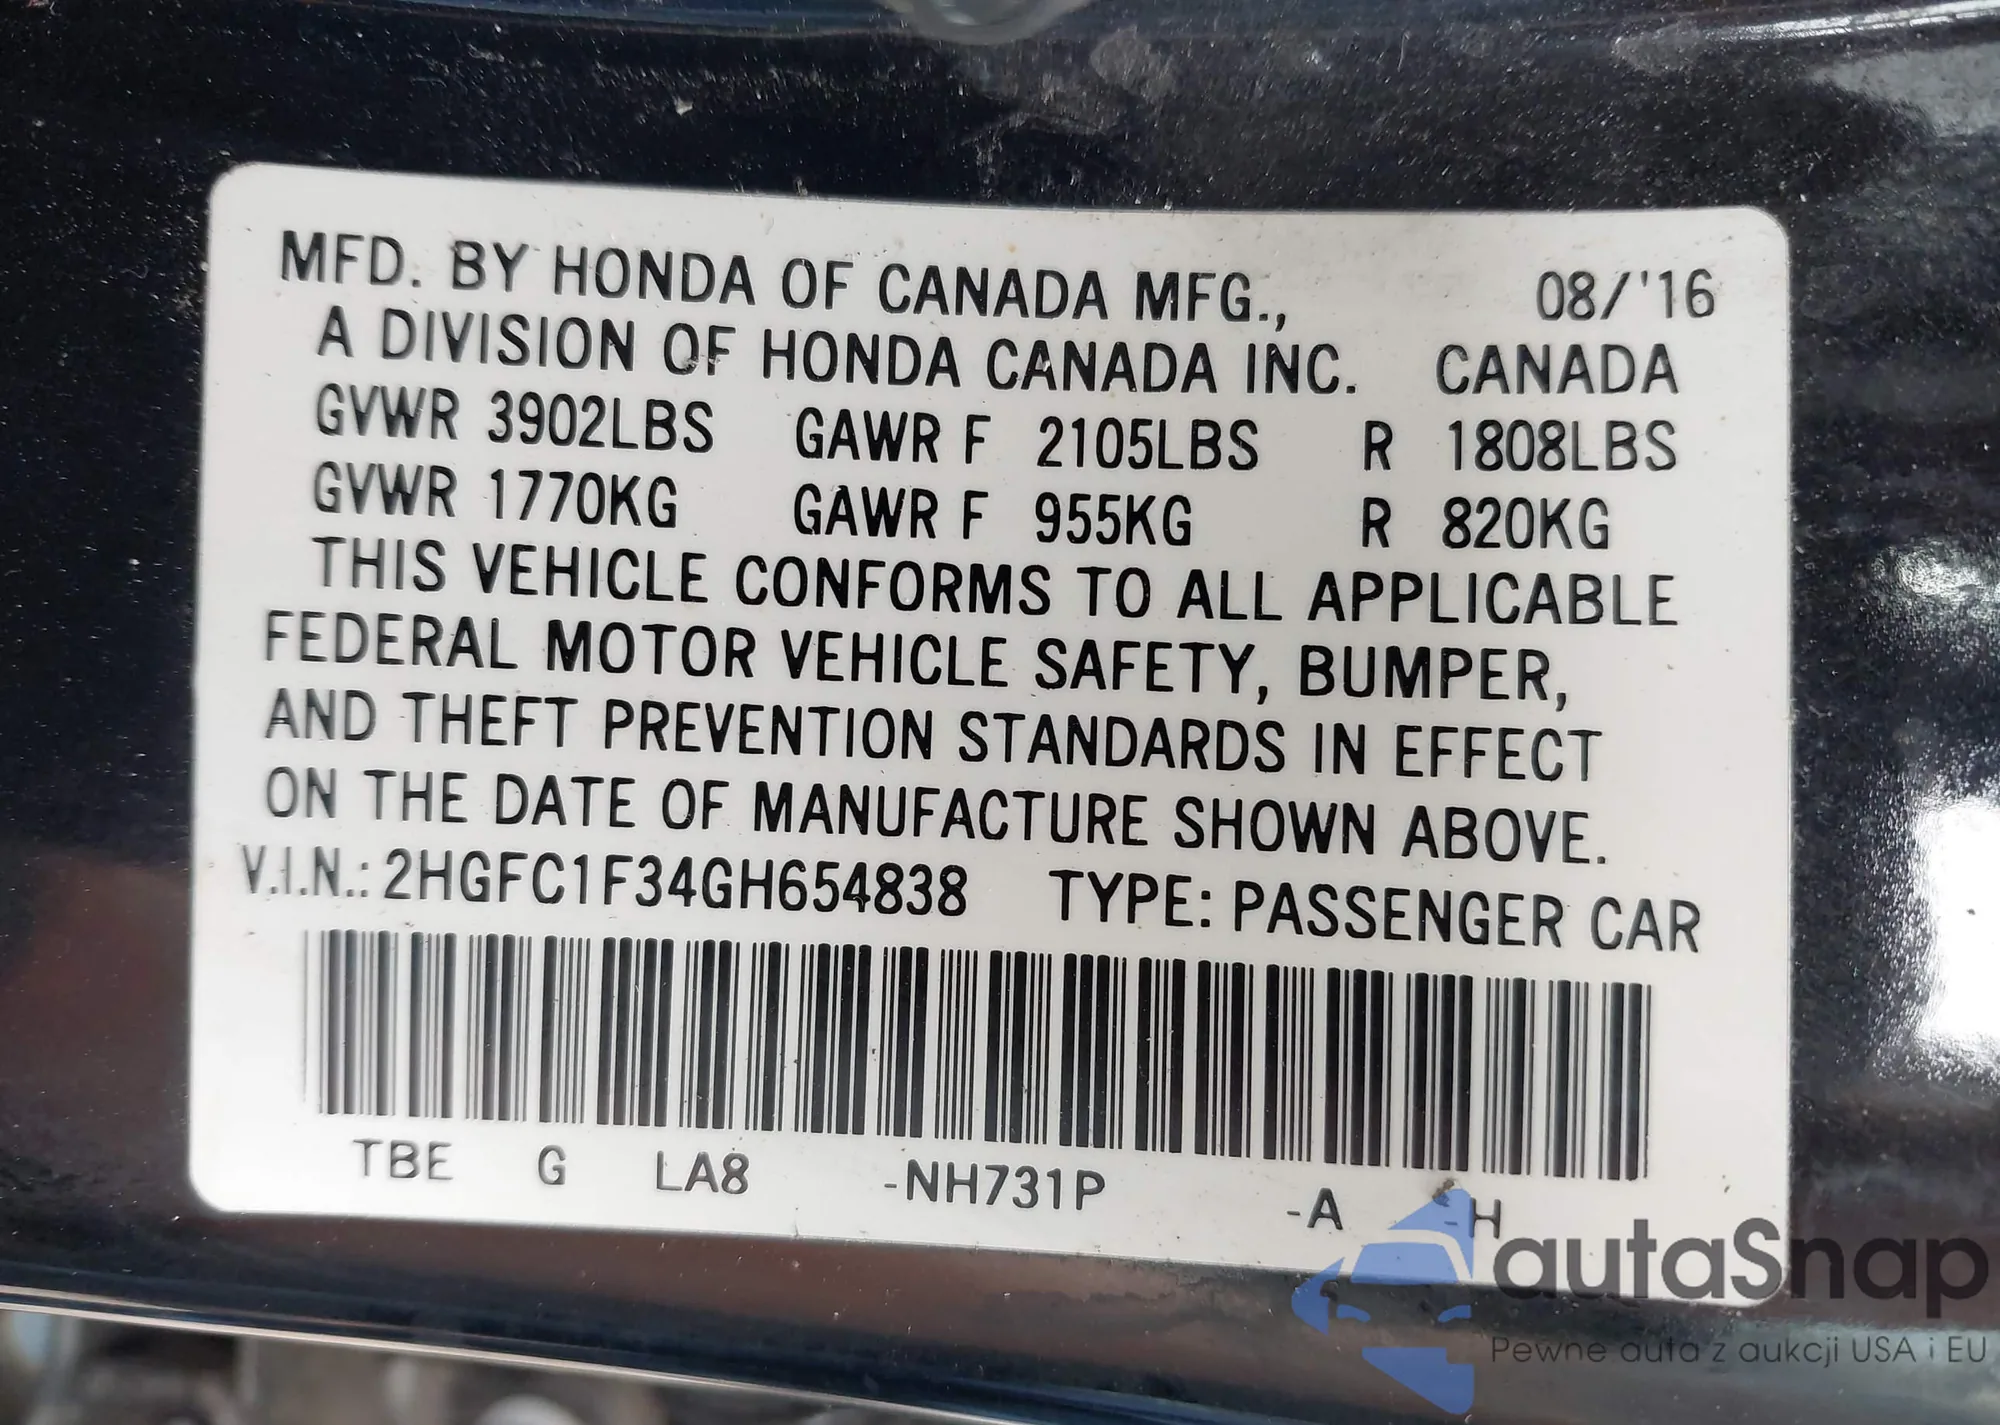 MFD. BY HONDA OF CANADA MFG., 08/'16
A DIVISION OF HONDA CANADA INC. CANADA
GVWR 3902LBS GAWR F 2105LBS R 1808LBS
GVWR 1770KG GAWR F 955KG R 820KG
THIS VEHICLE CONFORMS TO ALL APPLICABLE
FEDERAL MOTOR VEHICLE SAFETY, BUMPER,
AND THEFT PREVENTION STANDARDS IN EFFECT
ON THE DATE OF MANUFACTURE SHOWN ABOVE.
V.I.N.: 2HGFC1F34GH654838 TYPE: PASSENGER CAR
TBE G LA8 -NH731P -A -H
autaSnap
Pewne auta z aukcji USA i EU